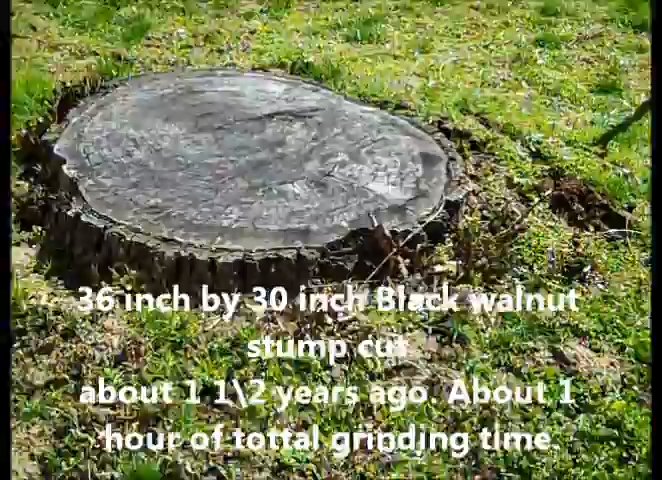 36 inch by 30 inch Black walnut
stump cut
about 1 1\2 years ago. About 1
hour of tottal grinding time.